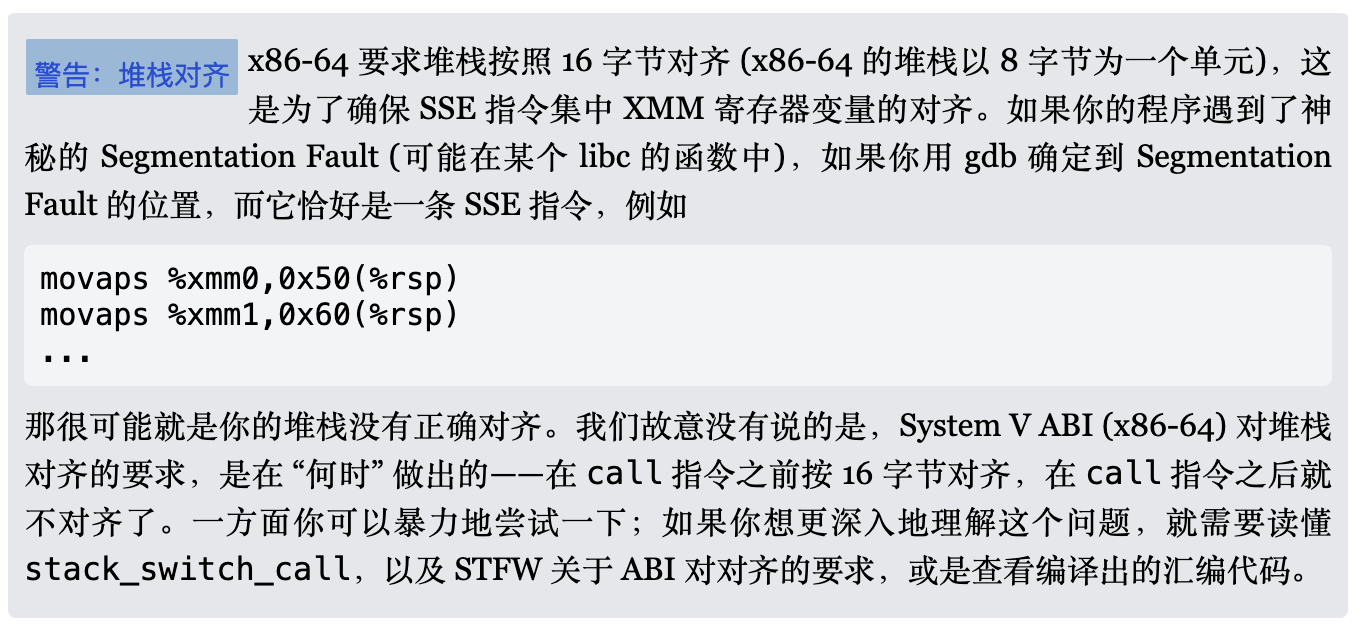 警告：堆栈对齐 x86-64 要求堆栈按照 16 字节对齐 (x86-64 的堆栈以 8 字节为一个单元)，这
是为了确保 SSE 指令集中 XMM 寄存器变量的对齐。如果你的程序遇到了神
秘的 Segmentation Fault (可能在某个 libc 的函数中)，如果你用 gdb 确定到 Segmentation
Fault 的位置，而它恰好是一条 SSE 指令，例如
movaps %xmm0,0x50(%rsp)
movaps %xmm1,0x60(%rsp)
...
那很可能就是你的堆栈没有正确对齐。我们故意没有说的是，System V ABI (x86-64) 对堆栈
对齐的要求，是在 “何时” 做出的——在 call 指令之前按 16 字节对齐，在 call 指令之后就
不对齐了。一方面你可以暴力地尝试一下；如果你想更深入地理解这个问题，就需要读懂
stack_switch_call，以及 STFW 关于 ABI 对对齐的要求，或是查看编译出的汇编代码。